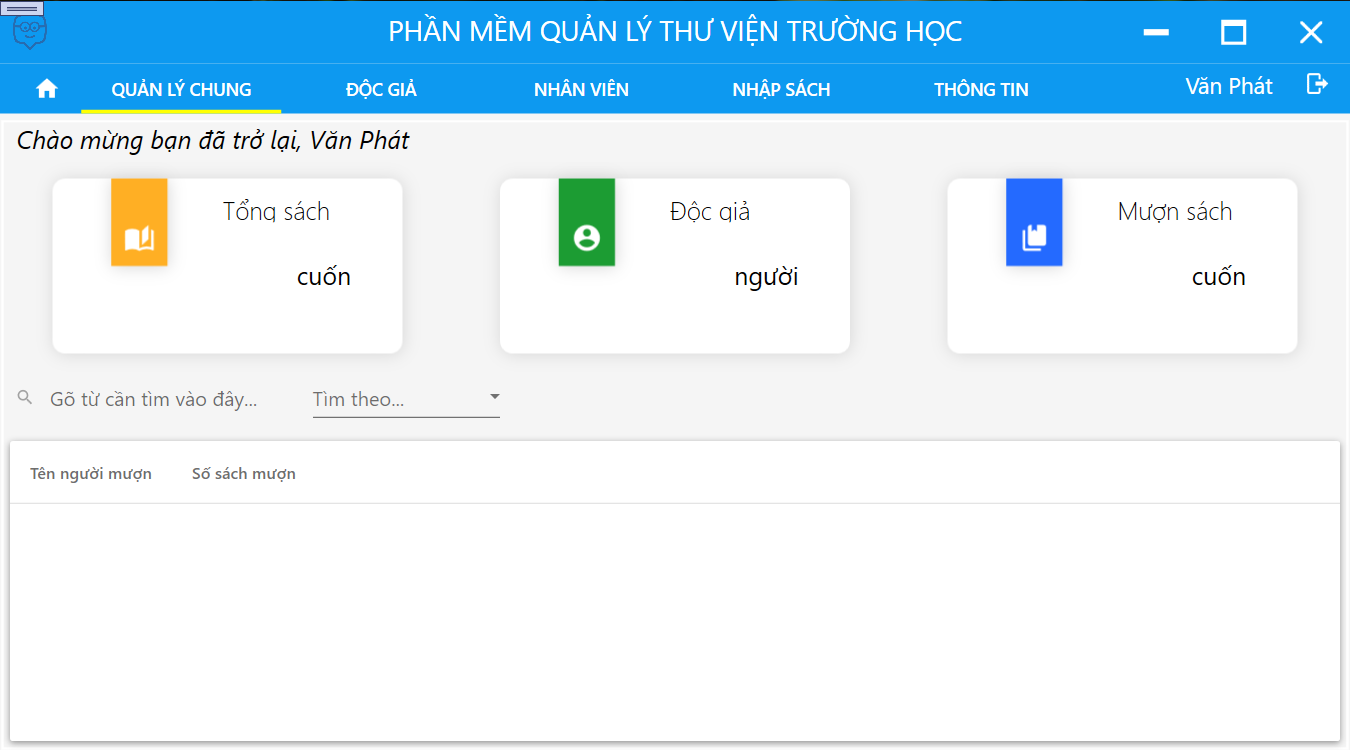 PHẦN MỀM QUẢN LÝ THƯ VIỆN TRƯỜNG HỌC
QUẢN LÝ CHUNG ĐỘC GIẢ NHÂN VIÊN NHẬP SÁCH THÔNG TIN Văn Phát
Chào mừng bạn đã trở lại, Văn Phát
Tổng sách Độc giả Mượn sách
cuốn người cuốn
Gõ từ cần tìm vào đây... Tìm theo...
Tên người mượn Số sách mượn